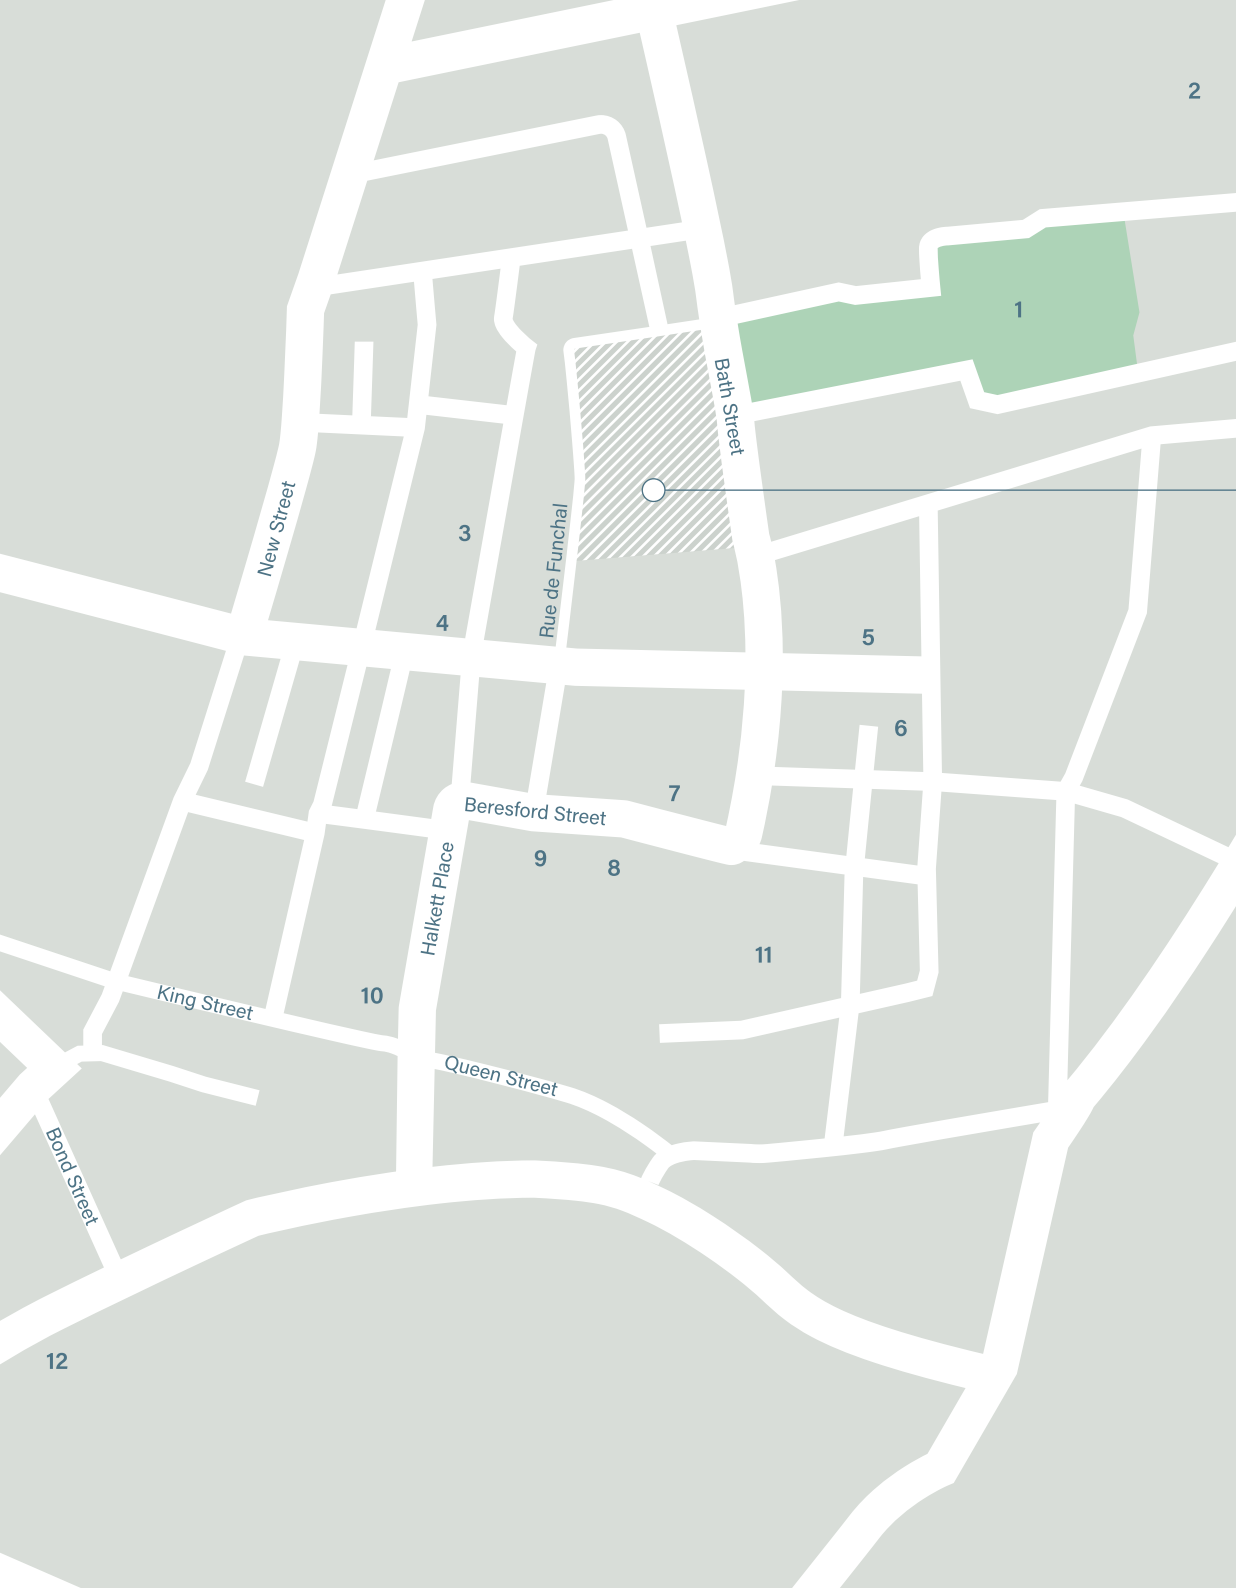 2
1
Bath Street
New Street
3
Rue de Funchal
4
5
6
7
Beresford Street
9
8
Halkett Place
11
10
King Street
Queen Street
Bond Street
12